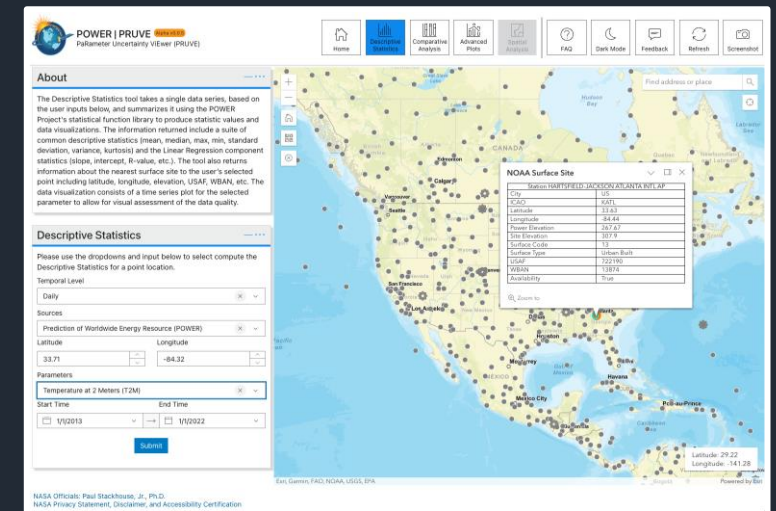 POWER | PRUVE
PaRameter Uncertainty ViEwer (PRUVE)
Home
Descriptive Statistics
Comparative Analysis
Advanced Plots
Spatial Analysis
FAQ
Dark Mode
Feedback
Refresh
Screenshot
About
The Descriptive Statistics tool takes a single data series, based on
the user inputs below, and summarizes it using the POWER
Project's statistical function library to produce statistic values and
data visualizations. The information returned include a suite of
common descriptive statistics (mean, median, max, min, standard
deviation, variance, kurtosis) and the Linear Regression component
statistics (slope, intercept, R-value, etc.). The tool also returns
information about the nearest surface site to the user's selected
point including latitude, longitude, elevation, USAF, WBAN, etc. The
data visualization consists of a time series plot for the selected
parameter to allow for visual assessment of the data quality.
Descriptive Statistics
Please use the dropdowns and input below to select compute the
Descriptive Statistics for a point location.
Temporal Level
Daily
Sources
Prediction of Worldwide Energy Resource (POWER)
Latitude Longitude
33.71 -84.32
Parameters
Temperature at 2 Meters (T2M)
Start Time End Time
1/1/2013 → 1/1/2022
Submit
Find address or place
Hudson Bay
CANADA
Edmonton
Calgary
Vancouver
Seattle
San Francisco
Los Angeles
Houston
Monterrey
MÉXICO
Mexico City
Havana
Port-au-Prince
Caribbean Sea
NOAA Surface Site
Station HARTSFIELD-JACKSON ATLANTA INTL AP
City US
ICAO KATL
Latitude 33.63
Longitude -84.44
Power Elevation 267.67
Site Elevation 307.9
Surface Code 13
Surface Type Urban Built
USAF 722190
WBAN 13874
Availability True
Zoom to
Latitude: 29.22
Longitude: -141.28
Esri, Garmin, FAO, NOAA, USGS, EPA
Powered by Esri
NASA Officials: Paul Stackhouse, Jr., Ph.D.
NASA Privacy Statement, Disclaimer, and Accessibility Certification